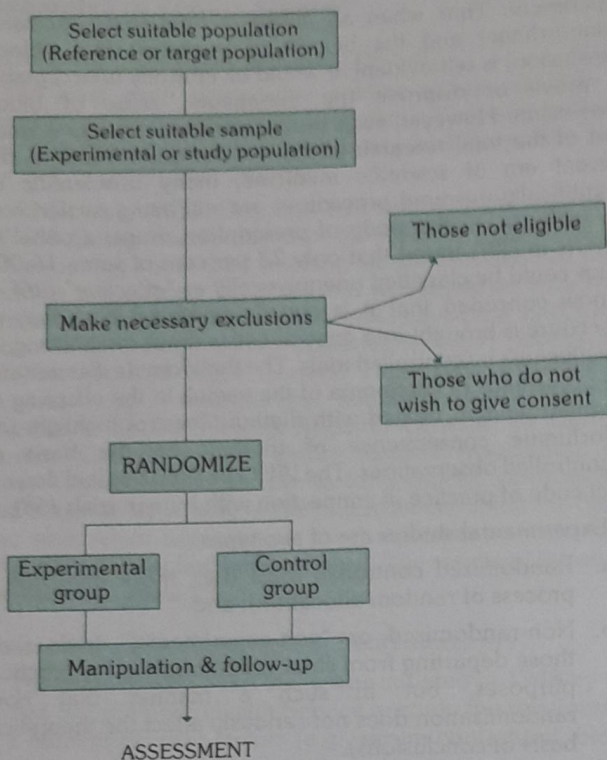 Select suitable population
(Reference or target population)
Select suitable sample
(Experimental or study population)
Those not eligible
Make necessary exclusions
Those who do not
wish to give consent
RANDOMIZE
Experimental
group
Control
group
Manipulation & follow-up
ASSESSMENT